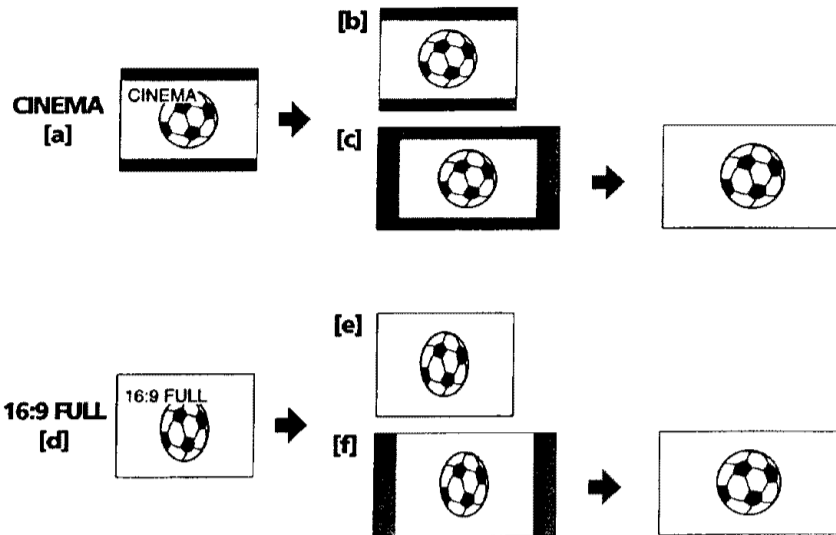 [b]
CINEMA
CINEMA
[a]
[c]
[e]
16:9 FULL
16:9 FULL
[d]
[f]